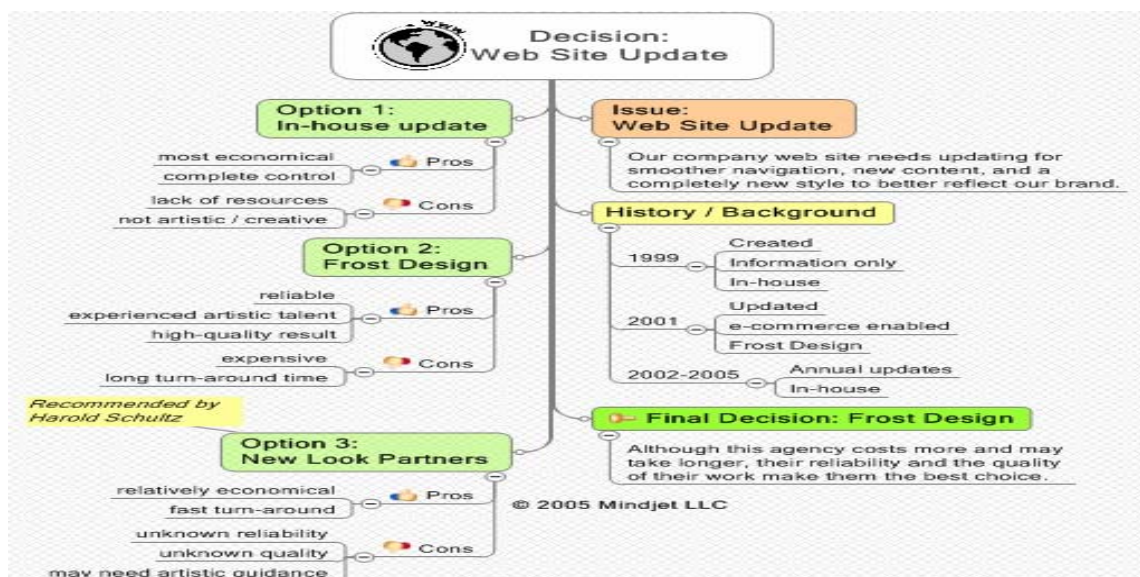 WWW
Decision:
Web Site Update
Option 1:
In-house update
most economical
complete control
Pros
lack of resources
not artistic / creative
Cons
Option 2:
Frost Design
reliable
experienced artistic talent
high-quality result
Pros
expensive
long turn-around time
Cons
Recommended by
Harold Schultz
Option 3:
New Look Partners
relatively economical
fast turn-around
Pros
unknown reliability
unknown quality
may need artistic guidance
Cons
Issue:
Web Site Update
Our company web site needs updating for
smoother navigation, new content, and a
completely new style to better reflect our brand.
History / Background
1999
Created
Information only
In-house
2001
Updated
e-commerce enabled
Frost Design
2002-2005
Annual updates
In-house
Final Decision: Frost Design
Although this agency costs more and may
take longer, their reliability and the quality
of their work make them the best choice.
© 2005 Mindjet LLC